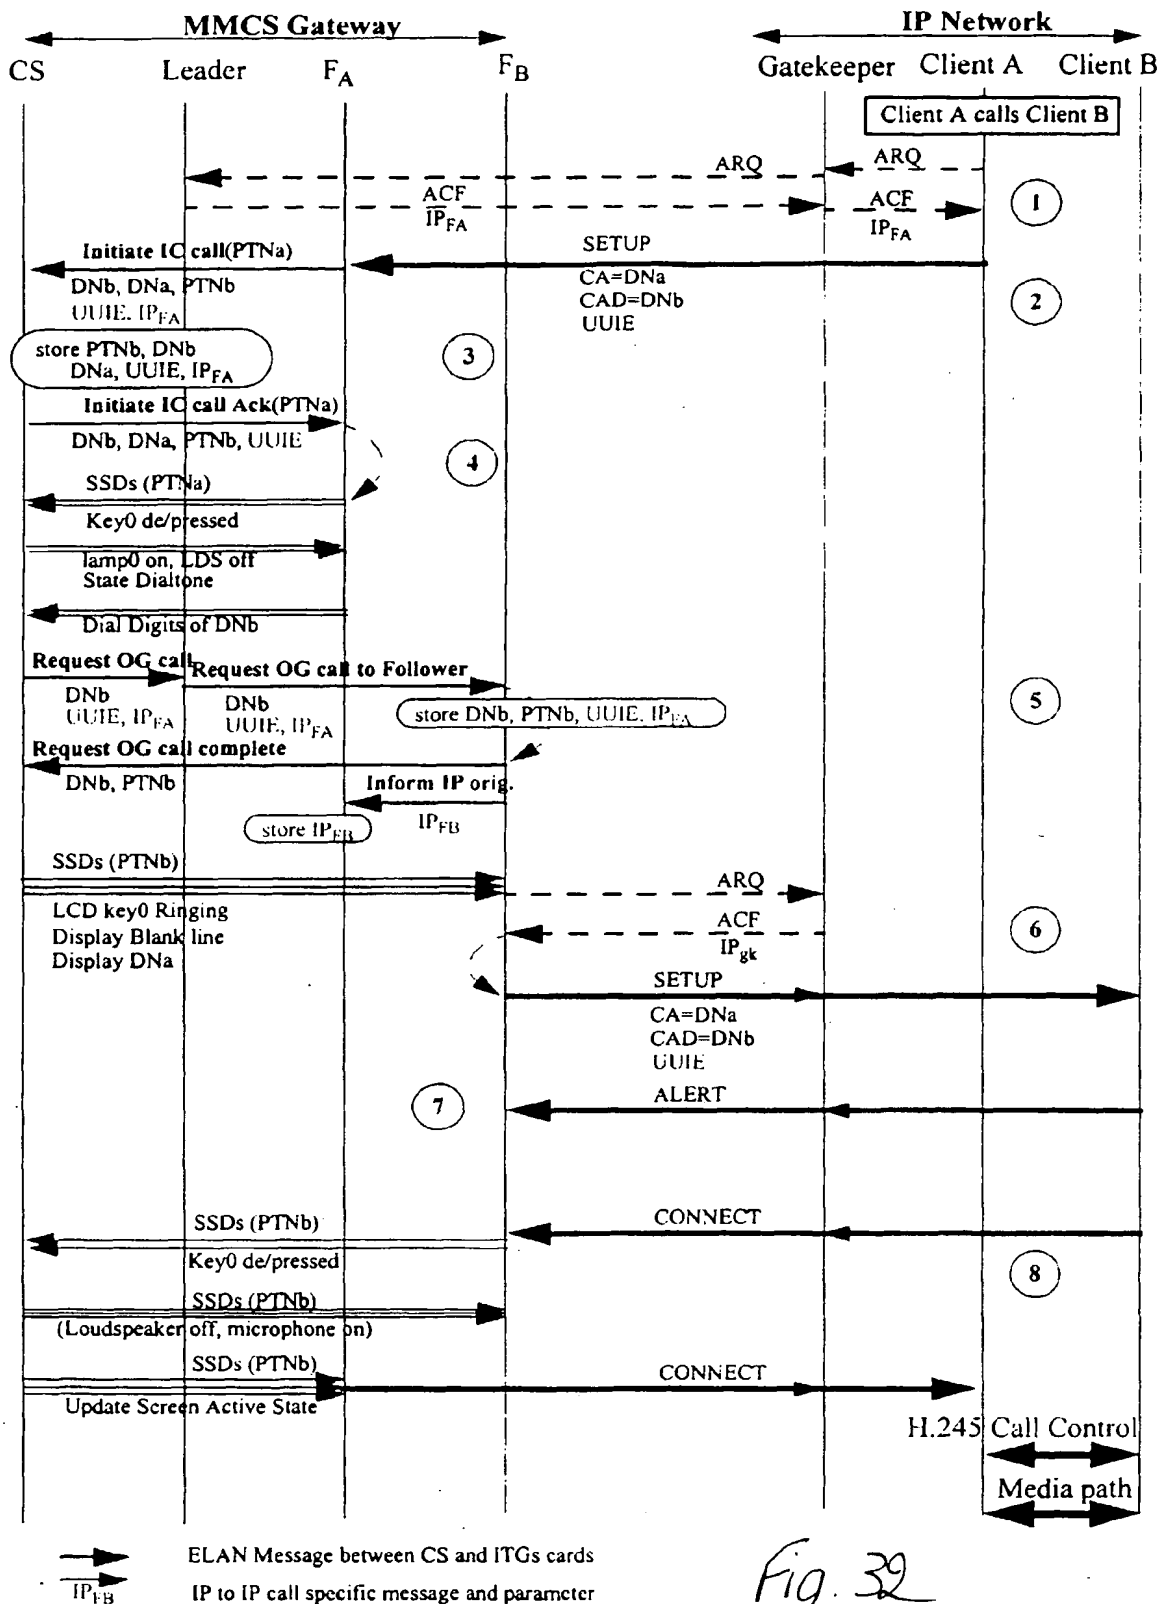 MMCS Gateway IP Network
CS Leader FA FB Gatekeeper Client A Client B
Client A calls Client B
ARQ ARQ
ACF ACF
IPFA IPFA
1
Initiate IC call(PTNa) SETUP
DNb, DNa, PTNb CA=DNa
UUIE, IPFA CAD=DNb
UUIE
2
store PTNb, DNb
DNa, UUIE, IPFA
3
Initiate IC call Ack(PTNa)
DNb, DNa, PTNb, UUIE
4
SSDs (PTNa)
Key0 de/pressed
lamp0 on, LDS off
State Dialtone
Dial Digits of DNb
Request OG call Request OG call to Follower
DNb DNb
UUIE, IPFA UUIE, IPFA
store DNb, PTNb, UUIE, IPFA
5
Request OG call complete
DNb, PTNb Inform IP orig.
store IPFB IPFB
SSDs (PTNb) ARQ
LCD key0 Ringing ACF
Display Blank line IPgk
Display DNa
6
SETUP
CA=DNa
CAD=DNb
UUIE
7
ALERT
SSDs (PTNb) CONNECT
Key0 de/pressed
8
SSDs (PTNb)
(Loudspeaker off, microphone on)
SSDs (PTNb) CONNECT
Update Screen Active State
H.245 Call Control
Media path
ELAN Message between CS and ITGs cards
IPFB IP to IP call specific message and parameter
Fig. 32